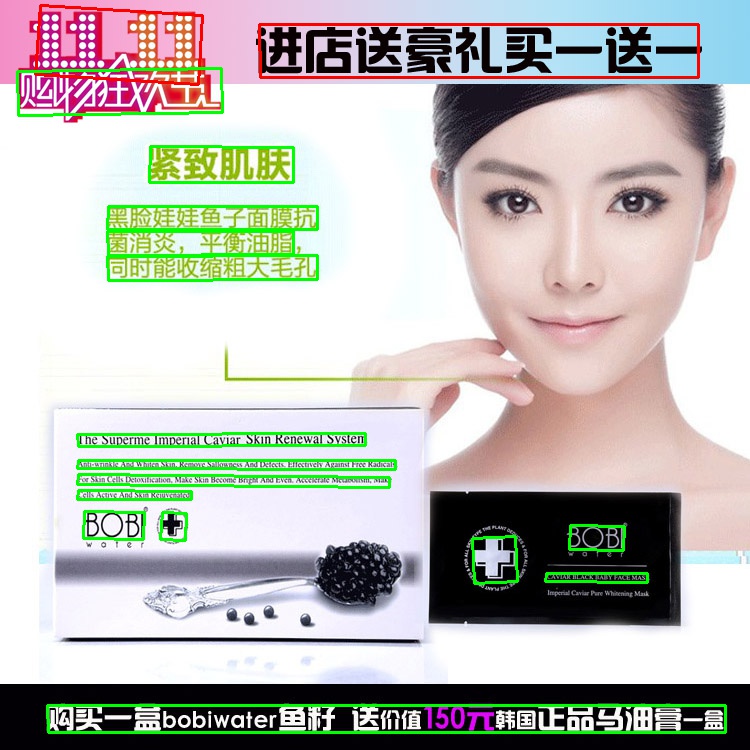 11.11
购物狂欢节
进店送豪礼买一送一
紧致肌肤
黑脸娃娃鱼子面膜抗
菌消炎，平衡油脂，
同时能收缩粗大毛孔
The Superme Imperial Caviar Skin Renewal System
Anti-wrinkle And Whiten Skin, Remove Sallowness And Defects, Effectively Against Free Radicals
For Skin Cells Detoxification, Make Skin Become Bright And Even, Accelerate Metabolism, Make
Cells Active And Skin Rejuvenated
BOBI
water
BOBI
water
CAVIAR BLACK BABY FACE MASK
Imperial Caviar Pure Whitening Mask
购买一盒bobiwater鱼籽 送价值150元韩国正品马油膏一盒